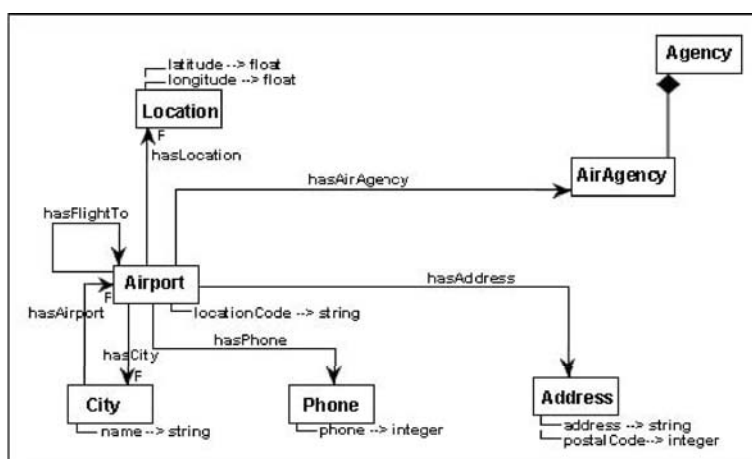 latitude --> float
longitude --> float
Agency
Location
F
hasLocation
AirAgency
hasAirAgency
hasFlightTo
Airport
hasAddress
F
hasAirport
locationCode --> string
hasPhone
hasCity
F
City
Phone
Address
name --> string
phone --> integer
address --> string
postalCode--> integer